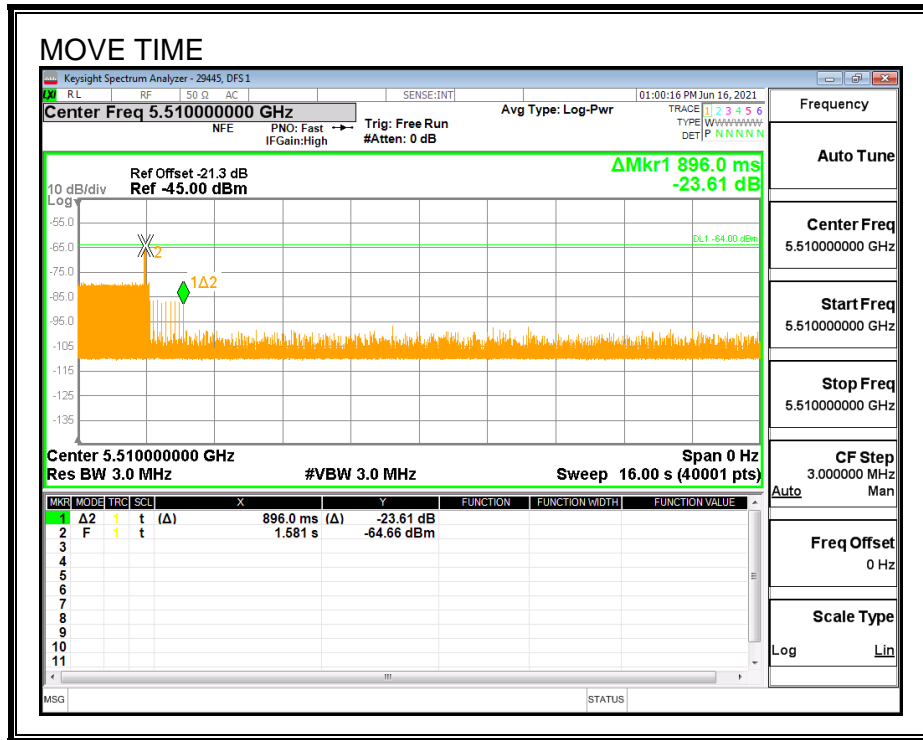 MOVE TIME
Keysight Spectrum Analyzer - 29445, DFS 1
LXI RL RF 50 Ω AC SENSE:INT 01:00:16 PM Jun 16, 2021
Center Freq 5.510000000 GHz
NFE PNO: Fast IFGain:High
Trig: Free Run
#Atten: 0 dB
Avg Type: Log-Pwr
TRACE 1 2 3 4 5 6
TYPE WWWWWWW
DET P N N N N N
Ref Offset -21.3 dB
10 dB/div Ref -45.00 dBm
Log
ΔMkr1 896.0 ms
-23.61 dB
-55.0
-65.0
-75.0
-85.0
-95.0
-105
-115
-125
-135
DL1 -64.00 dBm
2
1Δ2
Center 5.510000000 GHz Span 0 Hz
Res BW 3.0 MHz #VBW 3.0 MHz Sweep 16.00 s (40001 pts)
MKR MODE TRC SCL X Y FUNCTION FUNCTION WIDTH FUNCTION VALUE
1 Δ2 1 t (Δ) 896.0 ms (Δ) -23.61 dB
2 F 1 t 1.581 s -64.66 dBm
3
4
5
6
7
8
9
10
11
MSG STATUS
Frequency
Auto Tune
Center Freq
5.510000000 GHz
Start Freq
5.510000000 GHz
Stop Freq
5.510000000 GHz
CF Step
3.000000 MHz
Auto Man
Freq Offset
0 Hz
Scale Type
Log Lin